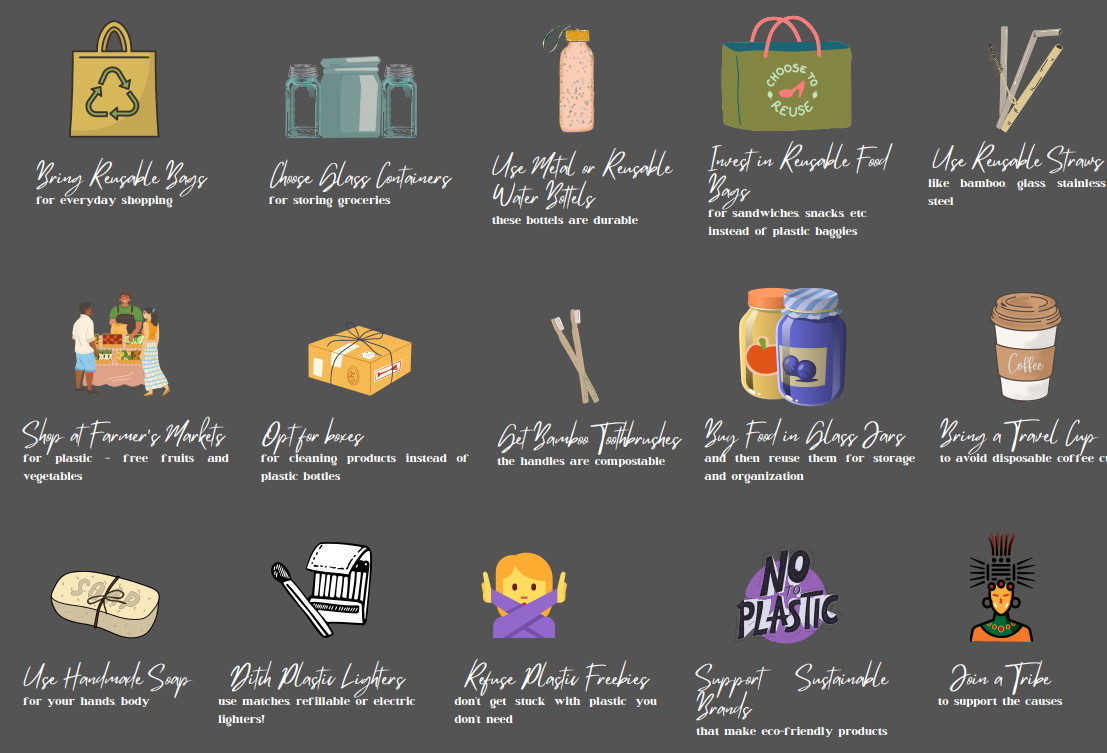 CHOOSE TO
REUSE
Bring Reusable Bags
for everyday shopping
Choose Glass Containers
for storing groceries
Use Metal or Reusable
Water Bottels
these bottels are durable
Invest in Reusable Food
Bags
for sandwiches, snacks, etc
instead of plastic baggies
Use Reusable Straws
like bamboo, glass, stainless
steel
Coffee
Shop at Farmer's Markets
for plastic - free fruits and
vegetables
Opt for boxes
for cleaning products instead of
plastic bottles
Get Bamboo Toothbrushes
the handles are compostable
Buy Food in Glass Jars
and then reuse them for storage
and organization
Bring a Travel Cup
to avoid disposable coffee
SOAP
NO
TO
PLASTIC
Use Handmade Soap
for your hands, body
Ditch Plastic Lighters
use matches, refillable or electric
lighters!
Refuse Plastic Freebies
don't get stuck with plastic you
don't need
Support Sustainable
Brands
that make eco-friendly products
Join a Tribe
to support the causes